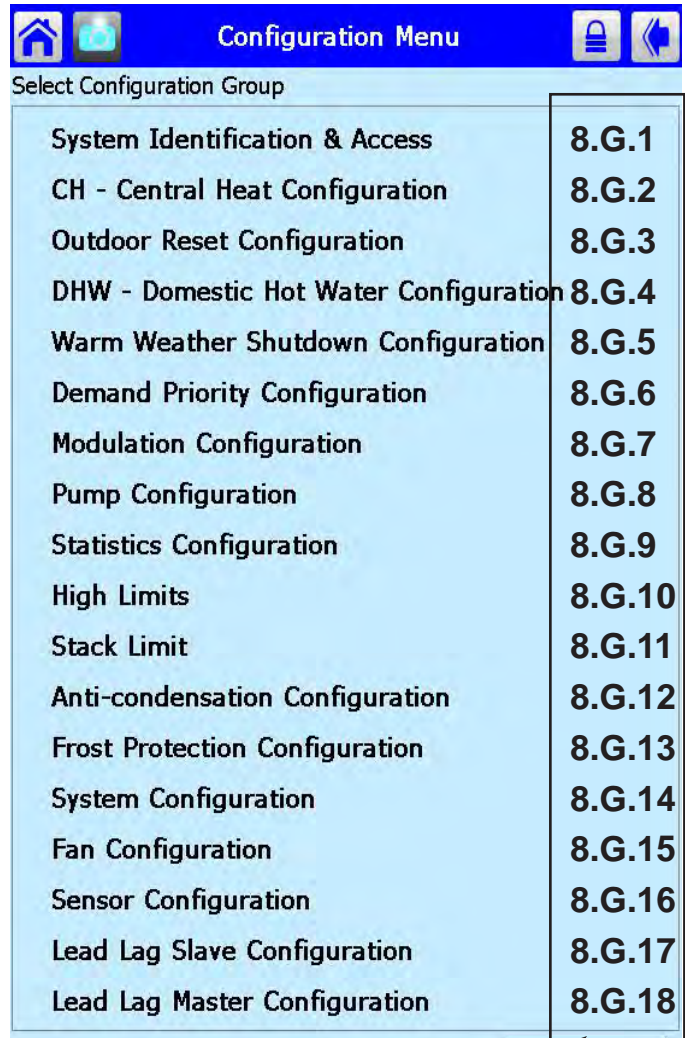 Configuration Menu
Select Configuration Group
System Identification & Access 8.G.1
CH - Central Heat Configuration 8.G.2
Outdoor Reset Configuration 8.G.3
DHW - Domestic Hot Water Configuration 8.G.4
Warm Weather Shutdown Configuration 8.G.5
Demand Priority Configuration 8.G.6
Modulation Configuration 8.G.7
Pump Configuration 8.G.8
Statistics Configuration 8.G.9
High Limits 8.G.10
Stack Limit 8.G.11
Anti-condensation Configuration 8.G.12
Frost Protection Configuration 8.G.13
System Configuration 8.G.14
Fan Configuration 8.G.15
Sensor Configuration 8.G.16
Lead Lag Slave Configuration 8.G.17
Lead Lag Master Configuration 8.G.18